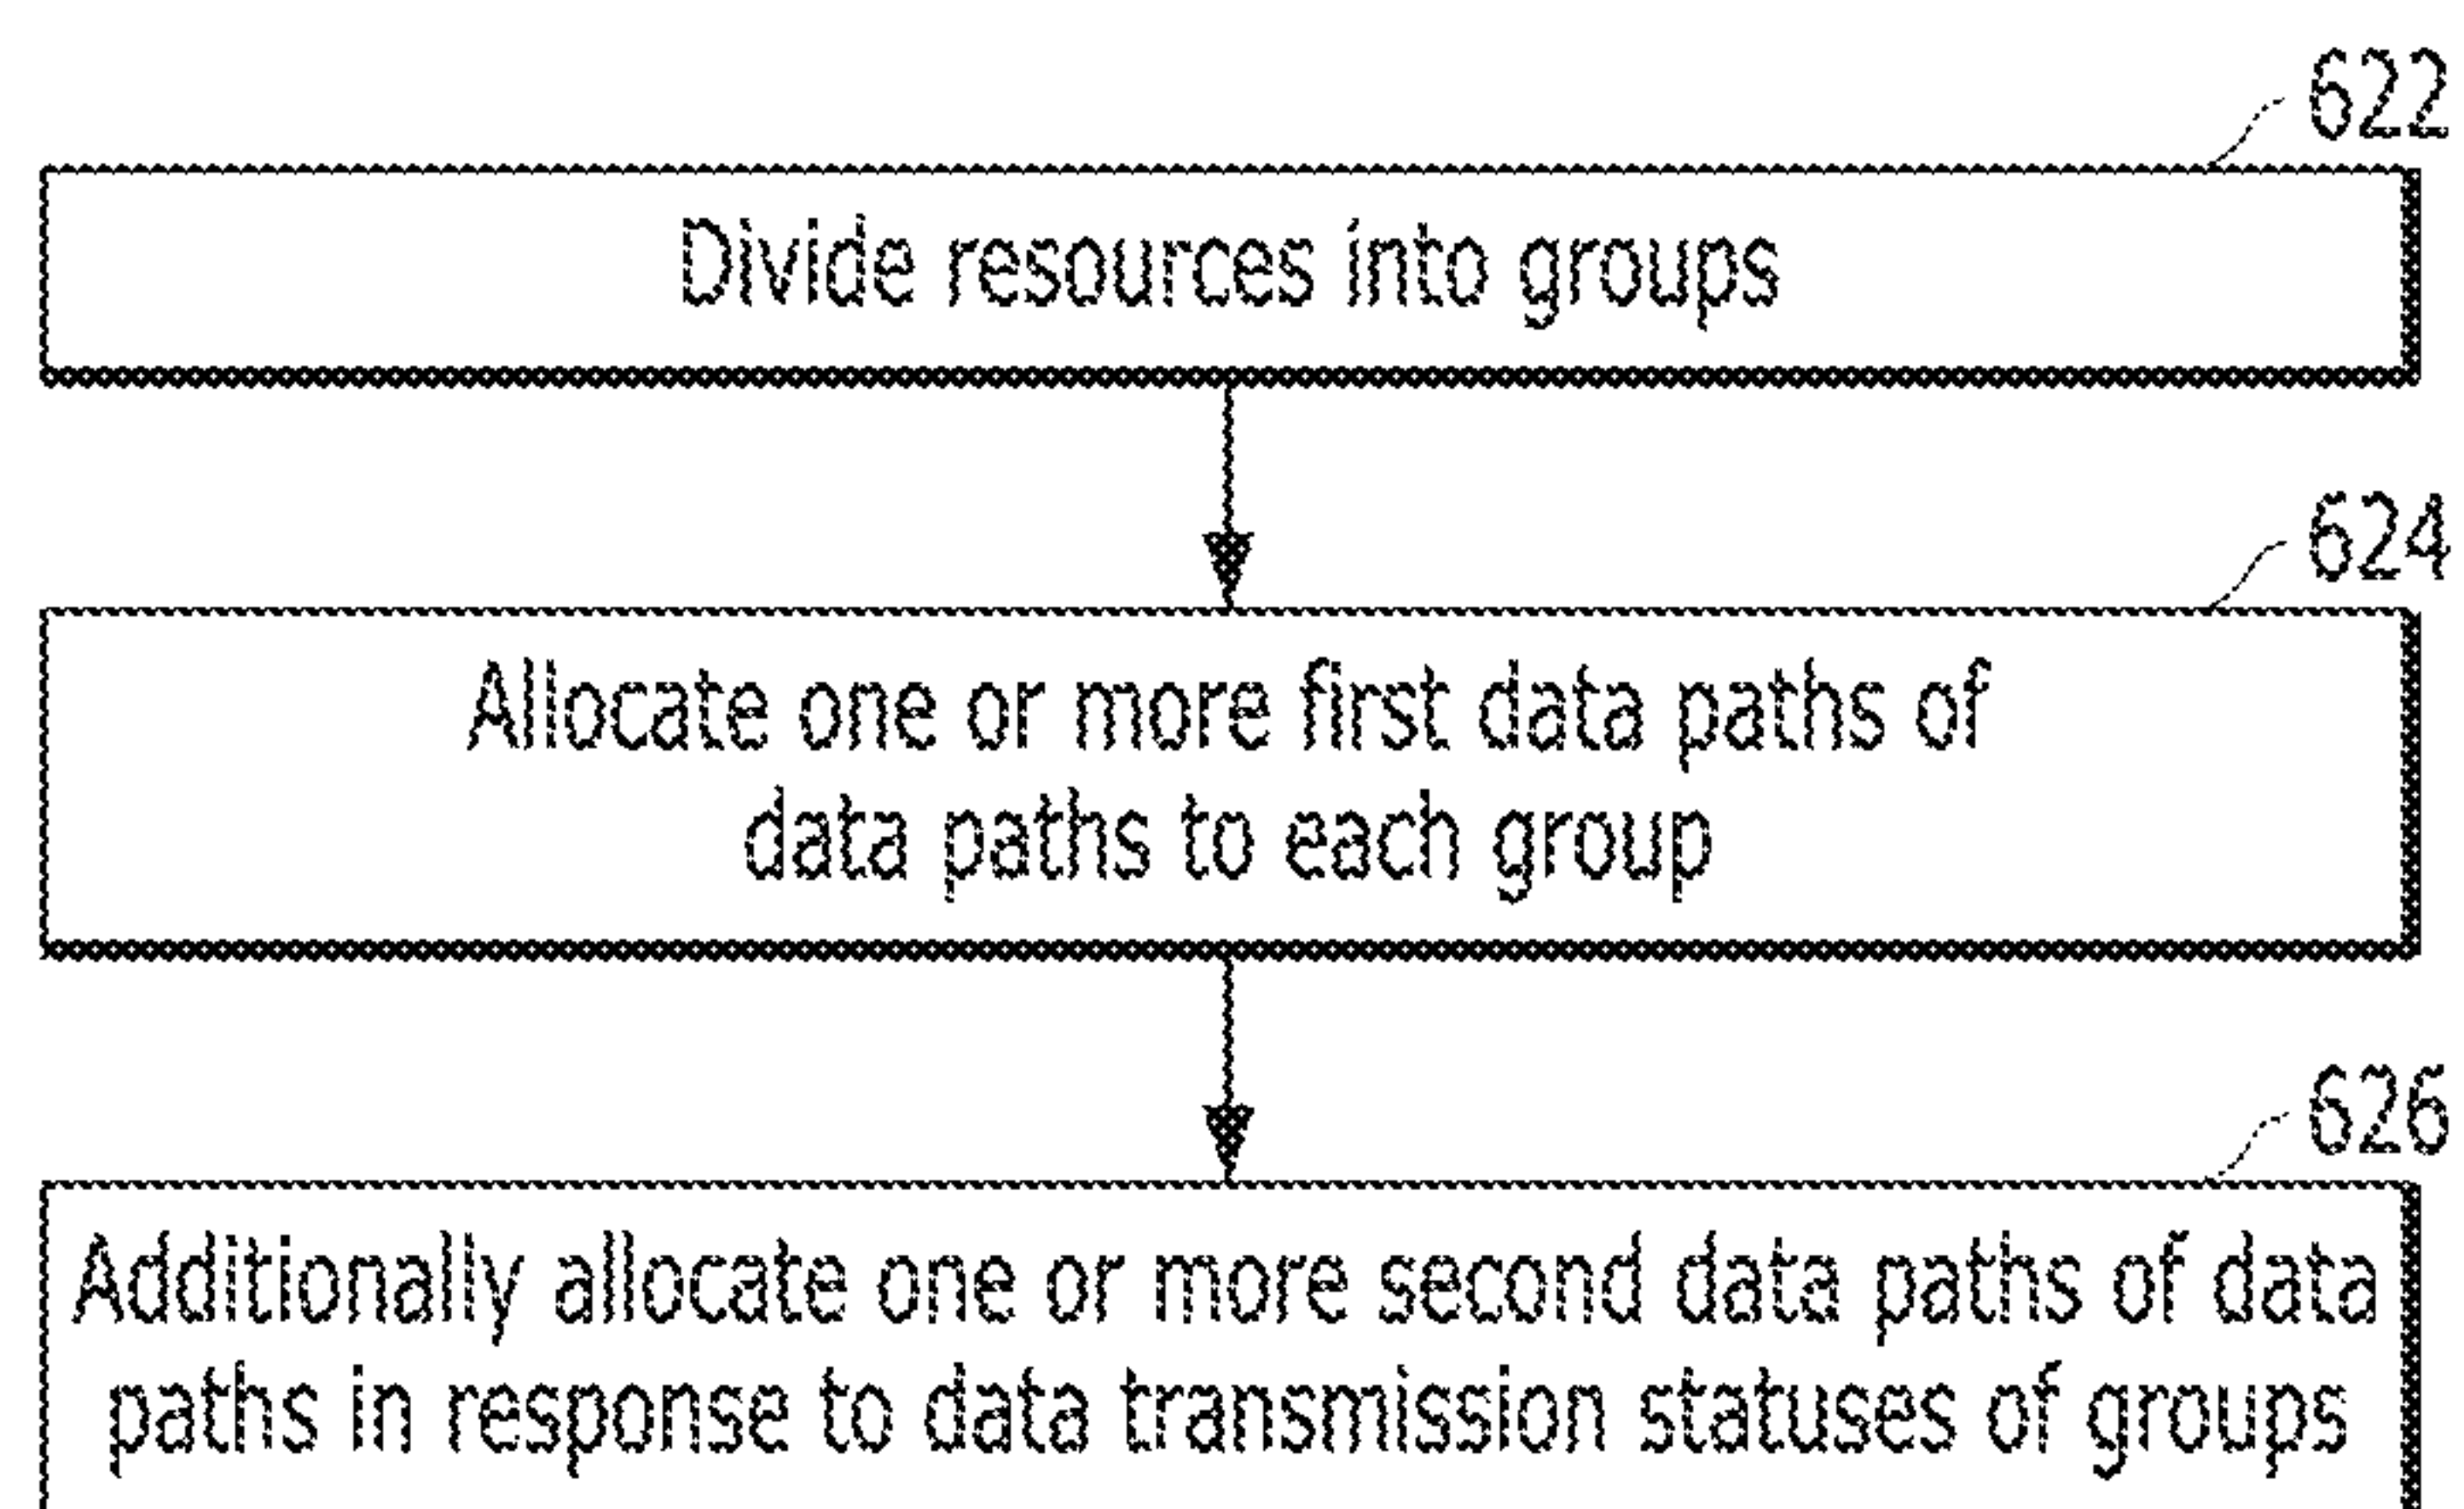 622
Divide resources into groups
624
Allocate one or more first data paths of
data paths to each group
626
Additionally allocate one or more second data paths of data
paths in response to data transmission statuses of groups